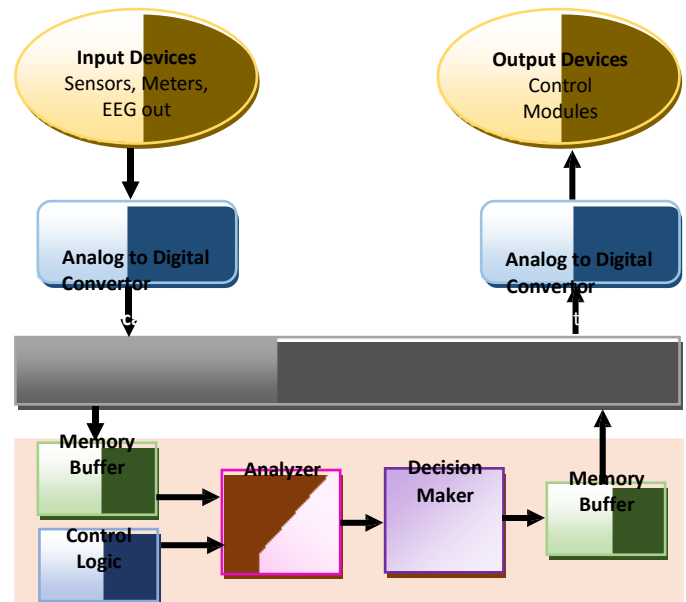 Input Devices
Sensors, Meters,
EEG out
Output Devices
Control
Modules
Analog to Digital
Convertor
Analog to Digital
Convertor
Memory
Buffer
Analyzer
Decision
Maker
Memory
Buffer
Control
Logic